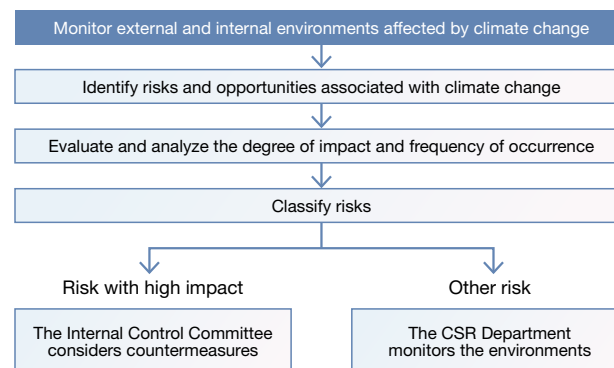 Monitor external and internal environments affected by climate change
Identify risks and opportunities associated with climate change
Evaluate and analyze the degree of impact and frequency of occurrence
Classify risks
Risk with high impact
Other risk
The Internal Control Committee
considers countermeasures
The CSR Department
monitors the environments